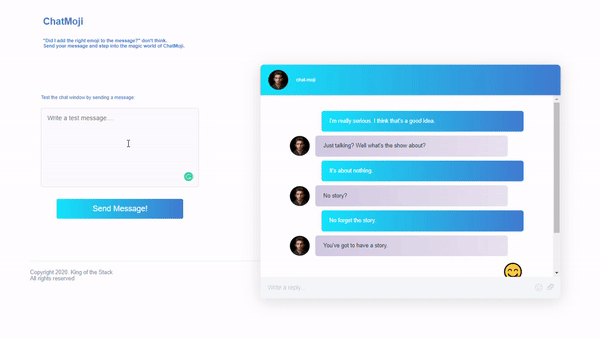 ChatMoji
"Did I add the right emoji to the message?" don't think.
Send your message and step into the magic world of ChatMoji.
Test the chat window by sending a message:
Write a test message....
Send Message!
Copyright 2020. King of the Stack
All rights reserved
chat-moji
I'm really serious. I think that's a good idea.
Just talking? Well what's the show about?
It's about nothing.
No story?
No forget the story.
You've got to have a story.
Write a reply...